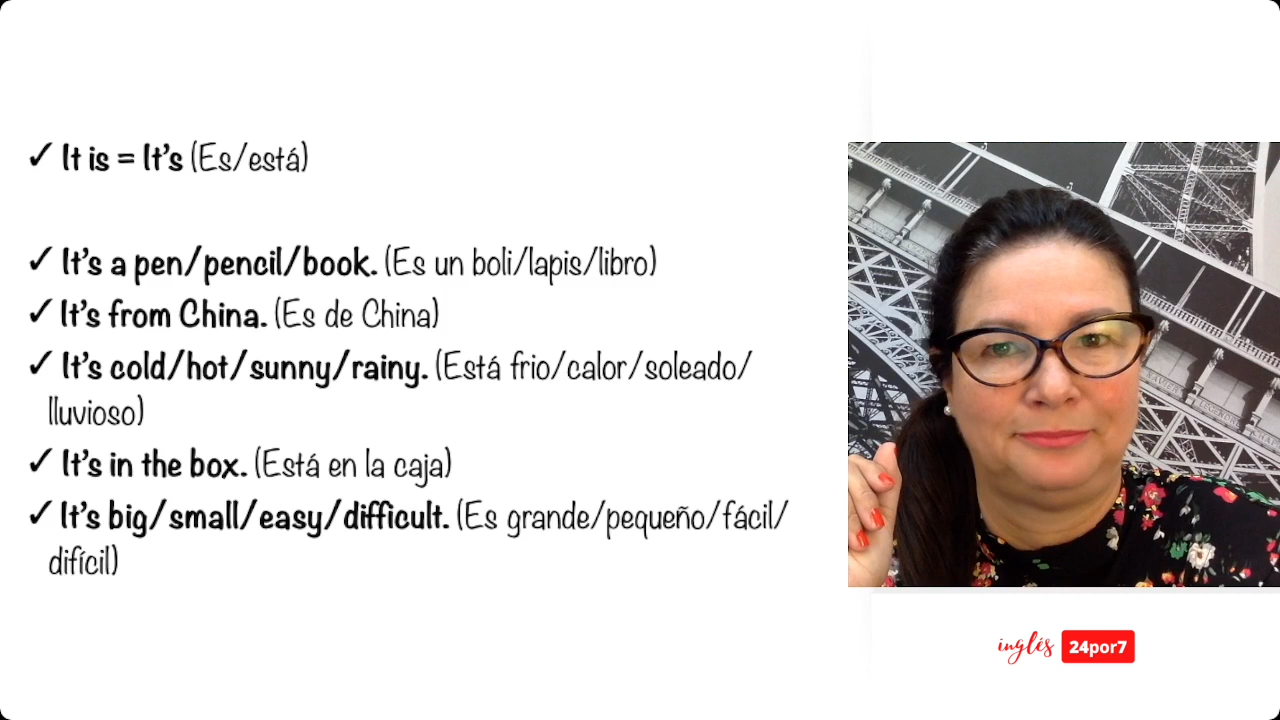 ✓ It is = It's (Es/está)
✓ It's a pen/pencil/book. (Es un boli/lapis/libro)
✓ It's from China. (Es de China)
✓ It's cold/hot/sunny/rainy. (Está frio/calor/soleado/
lluvioso)
✓ It's in the box. (Está en la caja)
✓ It's big/small/easy/difficult. (Es grande/pequeño/fácil/
difícil)
inglés 24por7